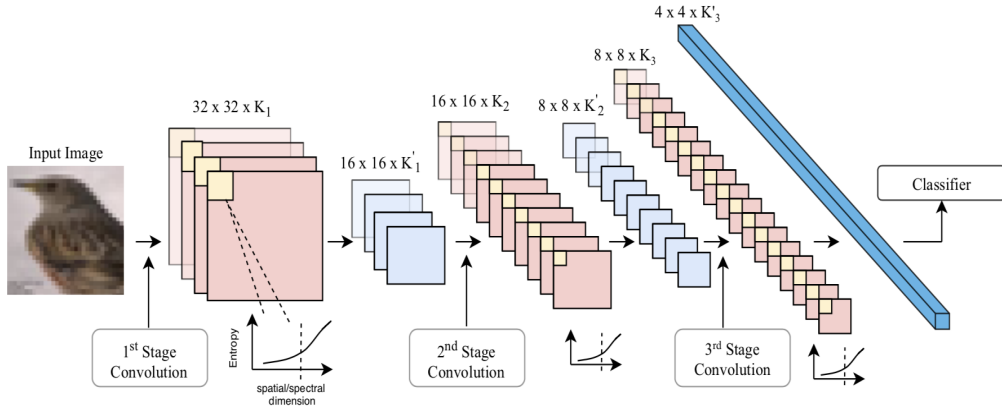 4 x 4 x K'₃
8 x 8 x K₃
32 x 32 x K₁
16 x 16 x K₂
8 x 8 x K'₂
Input Image
16 x 16 x K'₁
Classifier
1ˢᵗ Stage
Convolution
Entropy
spatial/spectral
dimension
2ⁿᵈ Stage
Convolution
3ʳᵈ Stage
Convolution